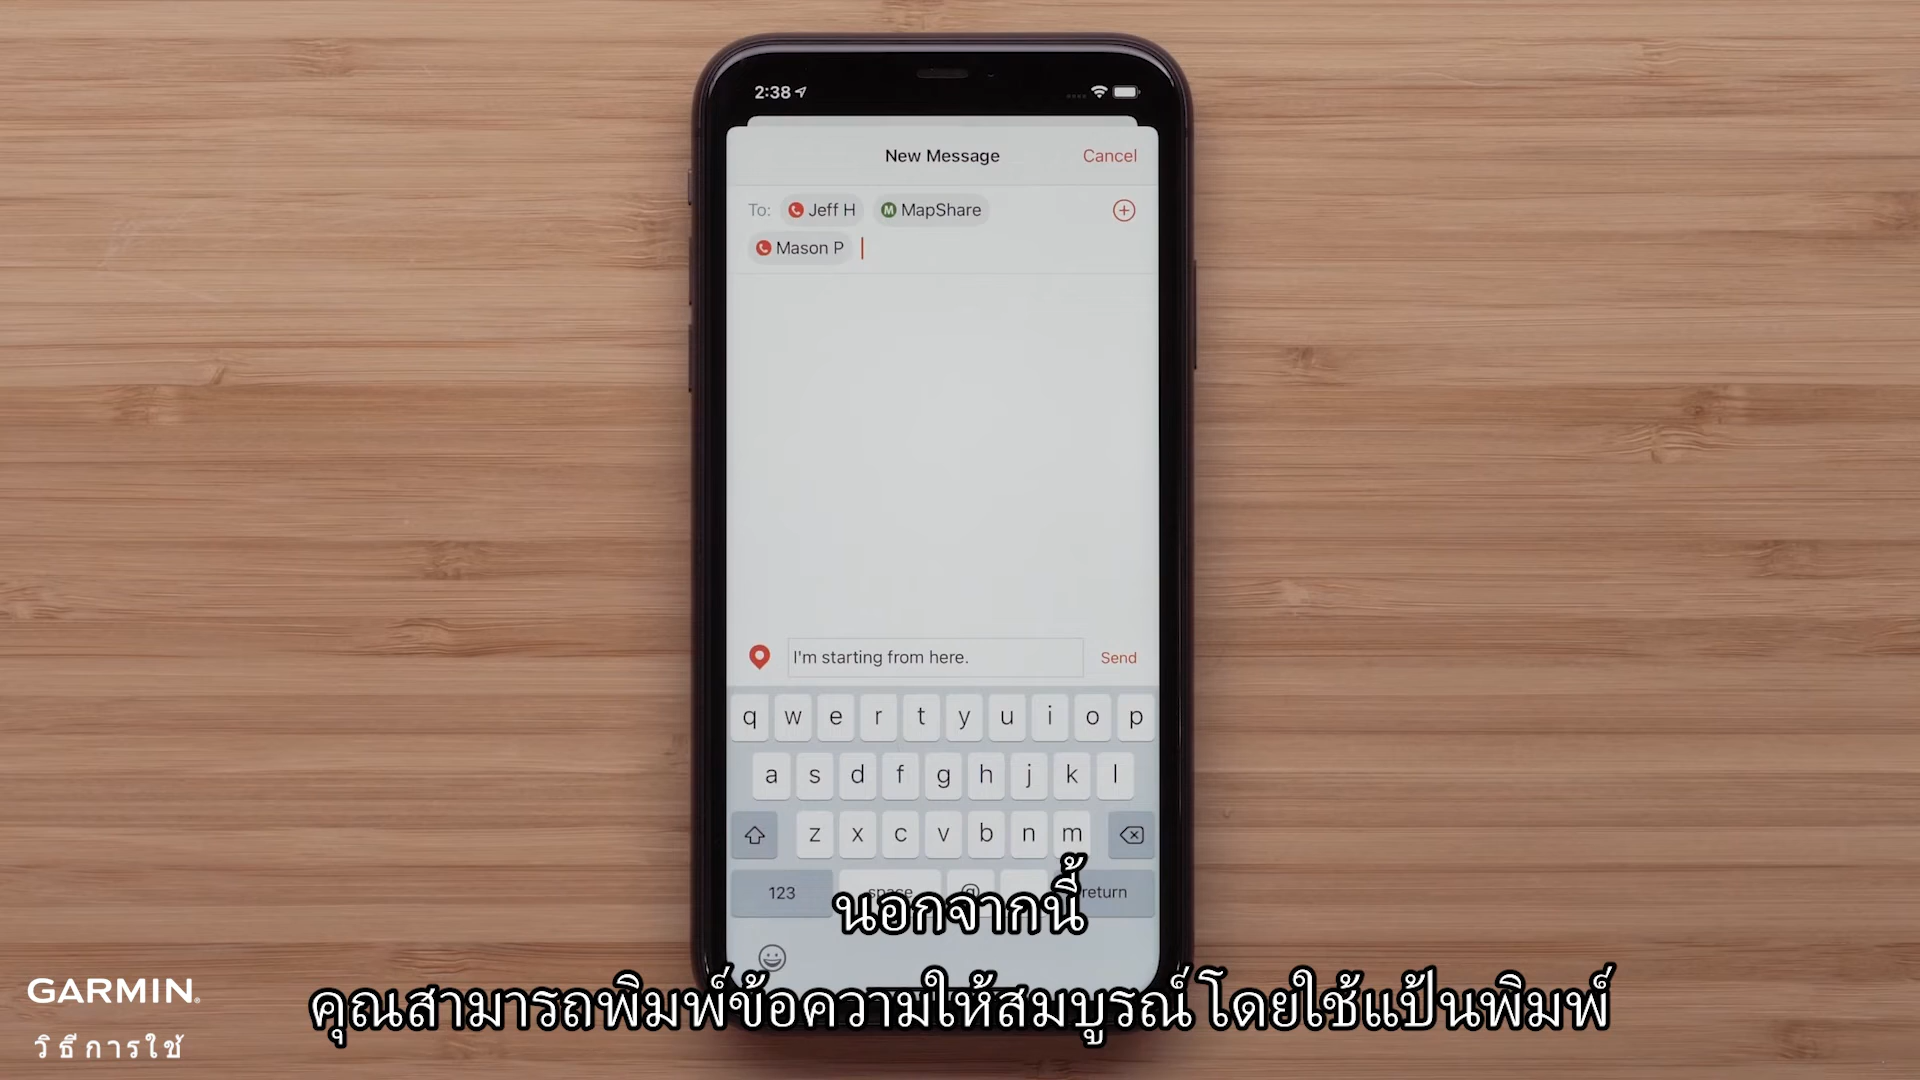 2:38
New Message
Cancel
To: Jeff H MapShare
Mason P
I'm starting from here.
Send
q w e r t y u i o p
a s d f g h j k l
z x c v b n m
123 space @ . return
นอกจากนี้
คุณสามารถพิมพ์ข้อความให้สมบูรณ์โดยใช้แป้นพิมพ์
GARMIN
วิธีการใช้